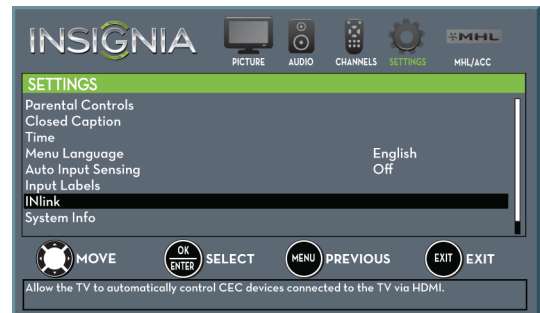 INSIGNIA
PICTURE AUDIO CHANNELS SETTINGS MHL MHL/ACC
SETTINGS
Parental Controls
Closed Caption
Time
Menu Language English
Auto Input Sensing Off
Input Labels
INlink
System Info
MOVE OK ENTER SELECT MENU PREVIOUS EXIT EXIT
Allow the TV to automatically control CEC devices connected to the TV via HDMI.